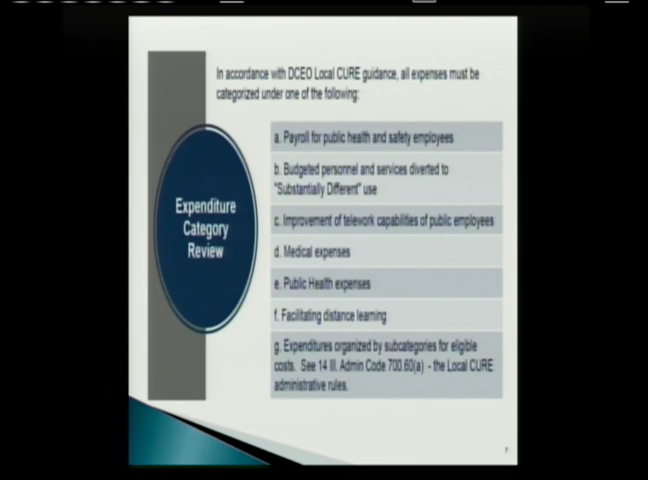 In accordance with DCEO Local CURE guidance, all expenses must be
categorized under one of the following:
Expenditure
Category
Review
a. Payroll for public health and safety employees
b. Budgeted personnel and services diverted to
"Substantially Different" use
c. Improvement of telework capabilities of public employees
d. Medical expenses
e. Public Health expenses
f. Facilitating distance learning
g. Expenditures organized by subcategories for eligible
costs. See 14 Ill. Admin Code 700.60(a) - the Local CURE
administrative rules.
7